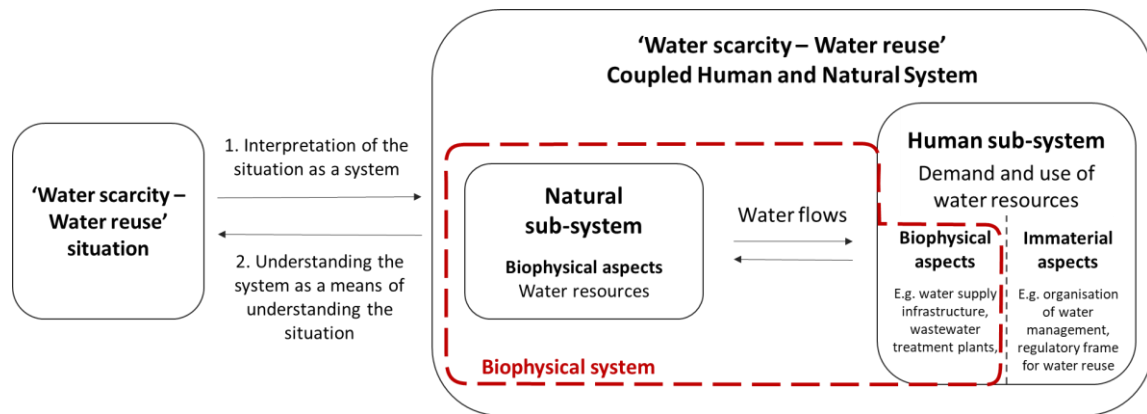 'Water scarcity –
Water reuse'
situation
1. Interpretation of the
situation as a system
2. Understanding the
system as a means of
understanding the
situation
'Water scarcity – Water reuse'
Coupled Human and Natural System
Natural
sub-system
Biophysical aspects
Water resources
Biophysical system
Water flows
Human sub-system
Demand and use of
water resources
Biophysical
aspects
E.g. water supply
infrastructure,
wastewater
treatment plants,
Immaterial
aspects
E.g. organisation
of water
management,
regulatory frame
for water reuse